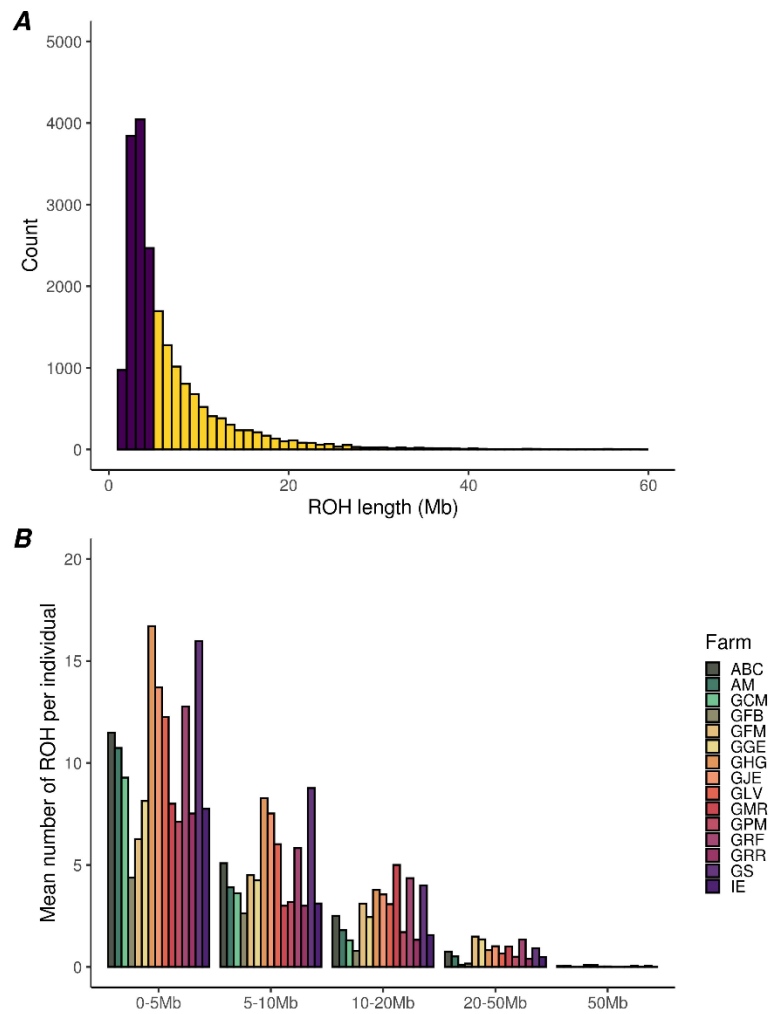 A
5000
4000
3000
2000
1000
0
Count
0 20 40 60
ROH length (Mb)
B
20
15
10
5
0
Mean number of ROH per individual
0-5Mb 5-10Mb 10-20Mb 20-50Mb 50Mb
Farm
ABC
AM
GCM
GFB
GFM
GGE
GHG
GJE
GLV
GMR
GPM
GRF
GRR
GS
IE